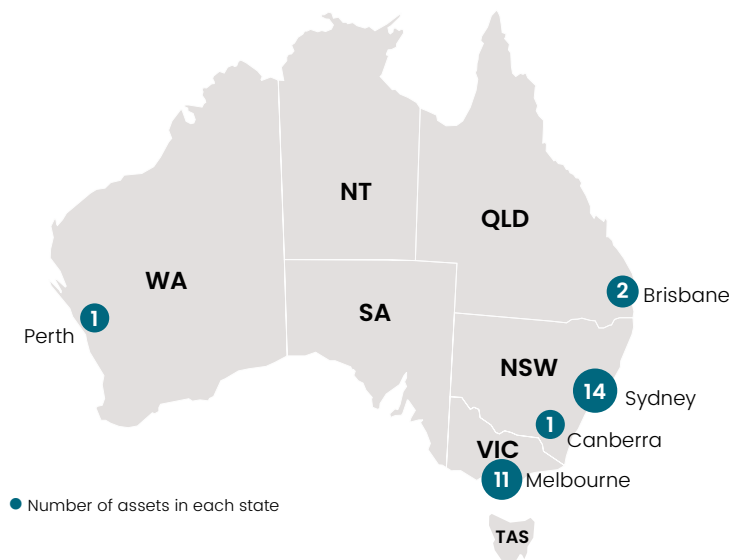 NT
QLD
WA
2
Brisbane
SA
1
Perth
NSW
14
Sydney
1
Canberra
VIC
11
Melbourne
Number of assets in each state
TAS